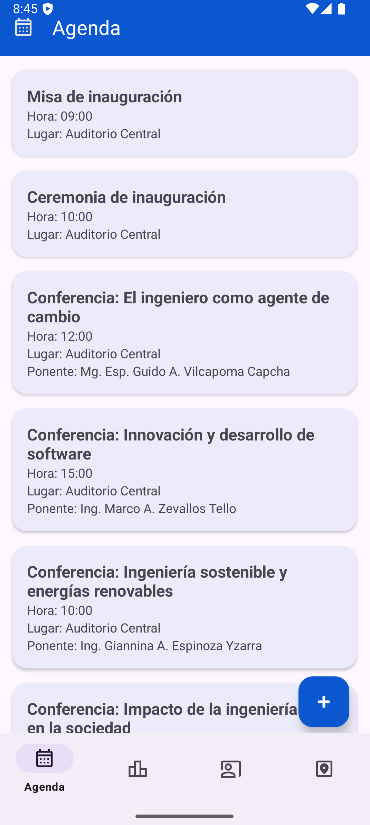 8:45
Agenda
Misa de inauguración
Hora: 09:00
Lugar: Auditorio Central
Ceremonia de inauguración
Hora: 10:00
Lugar: Auditorio Central
Conferencia: El ingeniero como agente de
cambio
Hora: 12:00
Lugar: Auditorio Central
Ponente: Mg. Esp. Guido A. Vilcapoma Capcha
Conferencia: Innovación y desarrollo de
software
Hora: 15:00
Lugar: Auditorio Central
Ponente: Ing. Marco A. Zevallos Tello
Conferencia: Ingeniería sostenible y
energías renovables
Hora: 10:00
Lugar: Auditorio Central
Ponente: Ing. Giannina A. Espinoza Yzarra
Conferencia: Impacto de la ingeniería
en la sociedad
Agenda